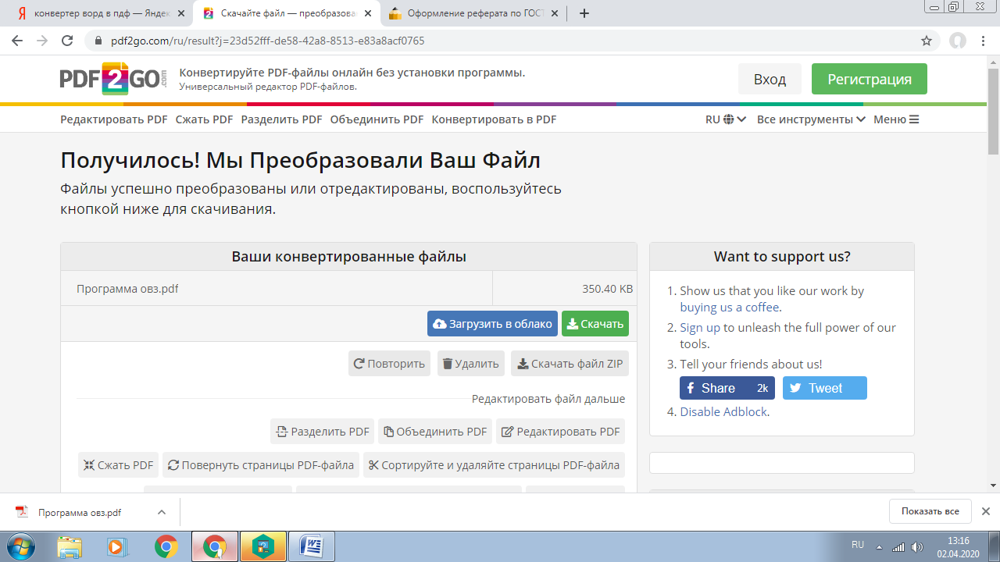 конвертер ворд в пдф — Яндек
Скачайте файл — преобразова
Оформление реферата по ГОСТ
pdf2go.com/ru/result?j=23d52fff-de58-42a8-8513-e83a8acf0765
PDF2GO.com
Конвертируйте PDF-файлы онлайн без установки программы.
Универсальный редактор PDF-файлов.
Вход
Регистрация
Редактировать PDF Сжать PDF Разделить PDF Объединить PDF Конвертировать в PDF
RU Все инструменты Меню
Получилось! Мы Преобразовали Ваш Файл
Файлы успешно преобразованы или отредактированы, воспользуйтесь
кнопкой ниже для скачивания.
Ваши конвертированные файлы
Программа овз.pdf 350.40 KB
Загрузить в облако Скачать
Повторить Удалить Скачать файл ZIP
Редактировать файл дальше
Разделить PDF Объединить PDF Редактировать PDF
Сжать PDF Повернуть страницы PDF-файла Сортируйте и удаляйте страницы PDF-файла
Want to support us?
1. Show us that you like our work by
buying us a coffee.
2. Sign up to unleash the full power of our
tools.
3. Tell your friends about us!
Share 2k Tweet
4. Disable Adblock.
Программа овз.pdf
Показать все
RU
13:16
02.04.2020